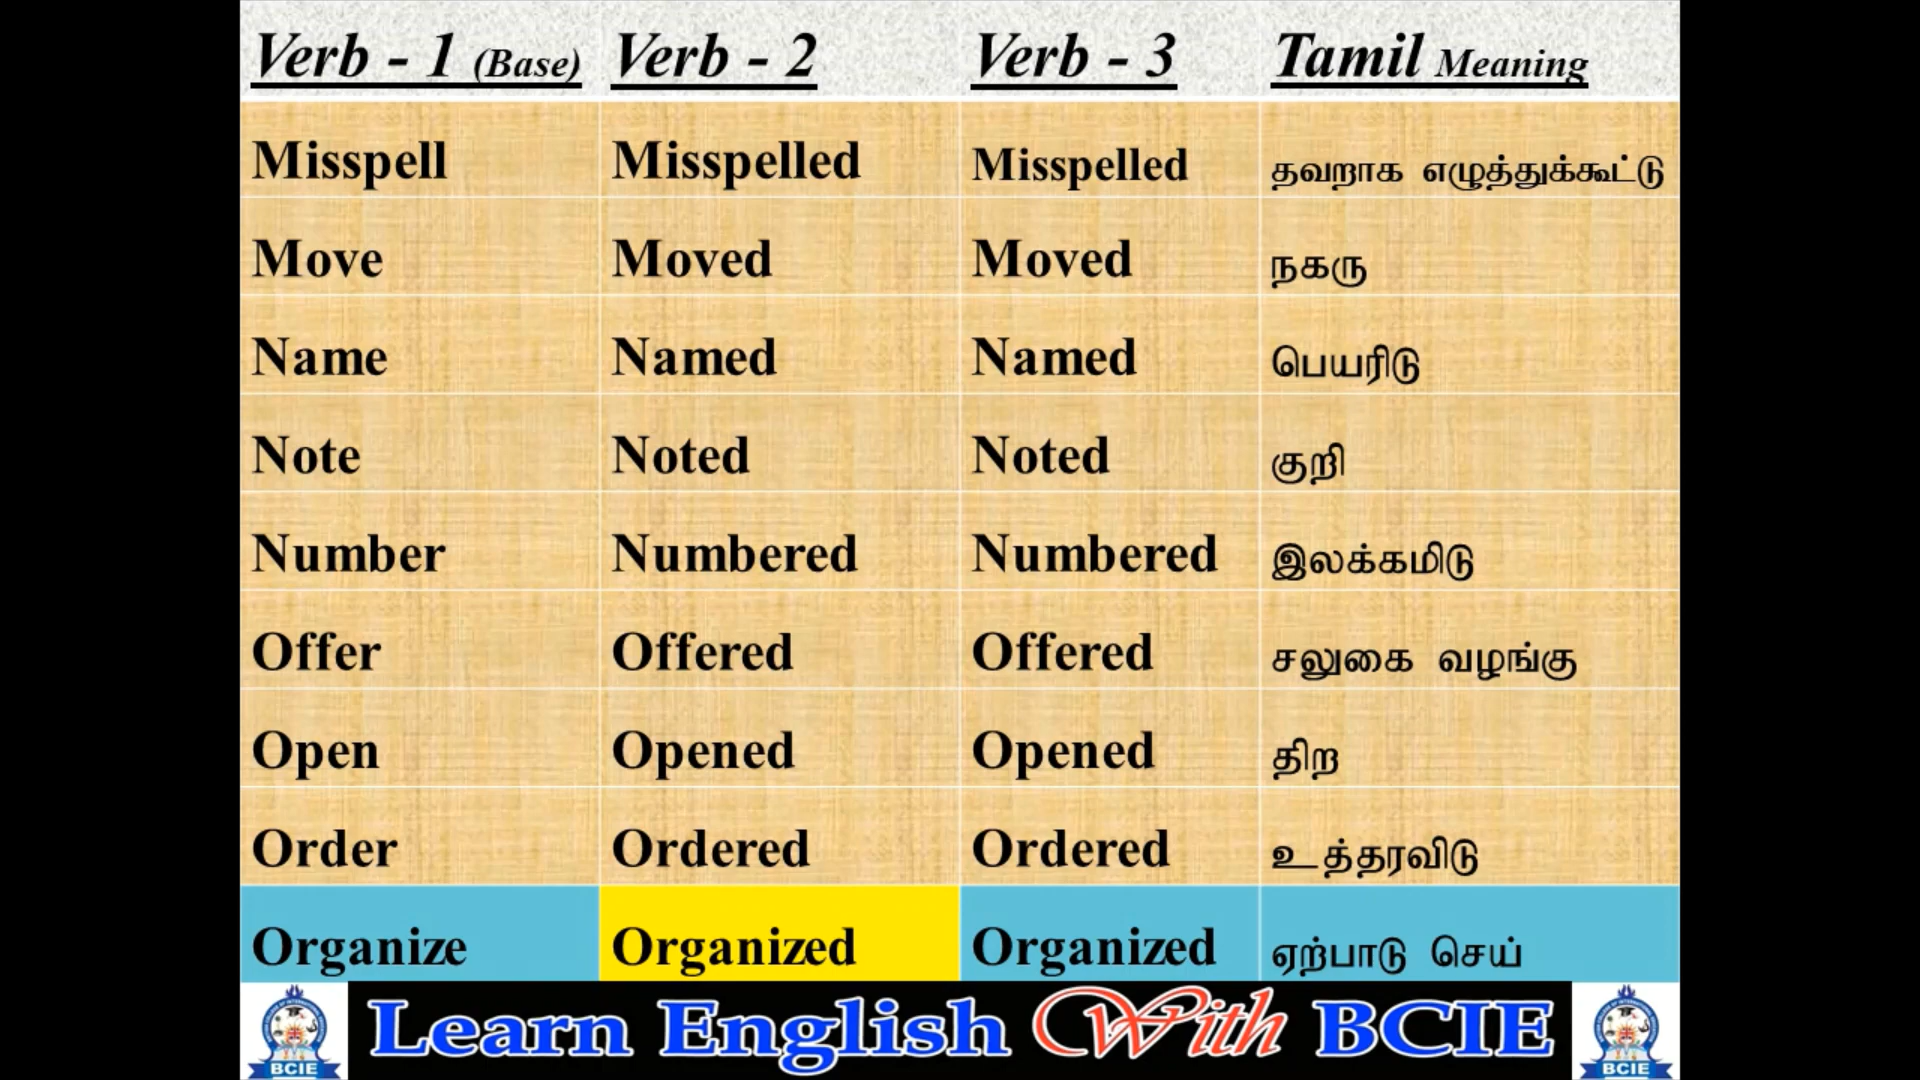 Verb - 1 (Base) Verb - 2 Verb - 3 Tamil Meaning
Misspell Misspelled Misspelled தவறாக எழுத்துக்கூட்டு
Move Moved Moved நகரு
Name Named Named பெயரிடு
Note Noted Noted குறி
Number Numbered Numbered இலக்கமிடு
Offer Offered Offered சலுகை வழங்கு
Open Opened Opened திற
Order Ordered Ordered உத்தரவிடு
Organize Organized Organized ஏற்பாடு செய்
BCIE Learn English With BCIE BCIE